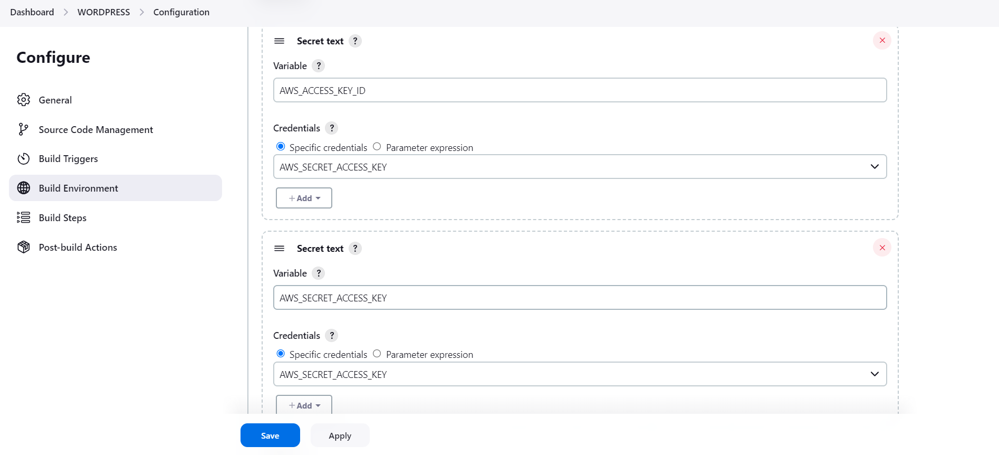 Dashboard > WORDPRESS > Configuration
Configure
General
Source Code Management
Build Triggers
Build Environment
Build Steps
Post-build Actions
Secret text ?
Variable ?
AWS_ACCESS_KEY_ID
Credentials ?
Specific credentials Parameter expression
AWS_SECRET_ACCESS_KEY
+ Add
Secret text ?
Variable ?
AWS_SECRET_ACCESS_KEY
Credentials ?
Specific credentials Parameter expression
AWS_SECRET_ACCESS_KEY
+ Add
Save Apply